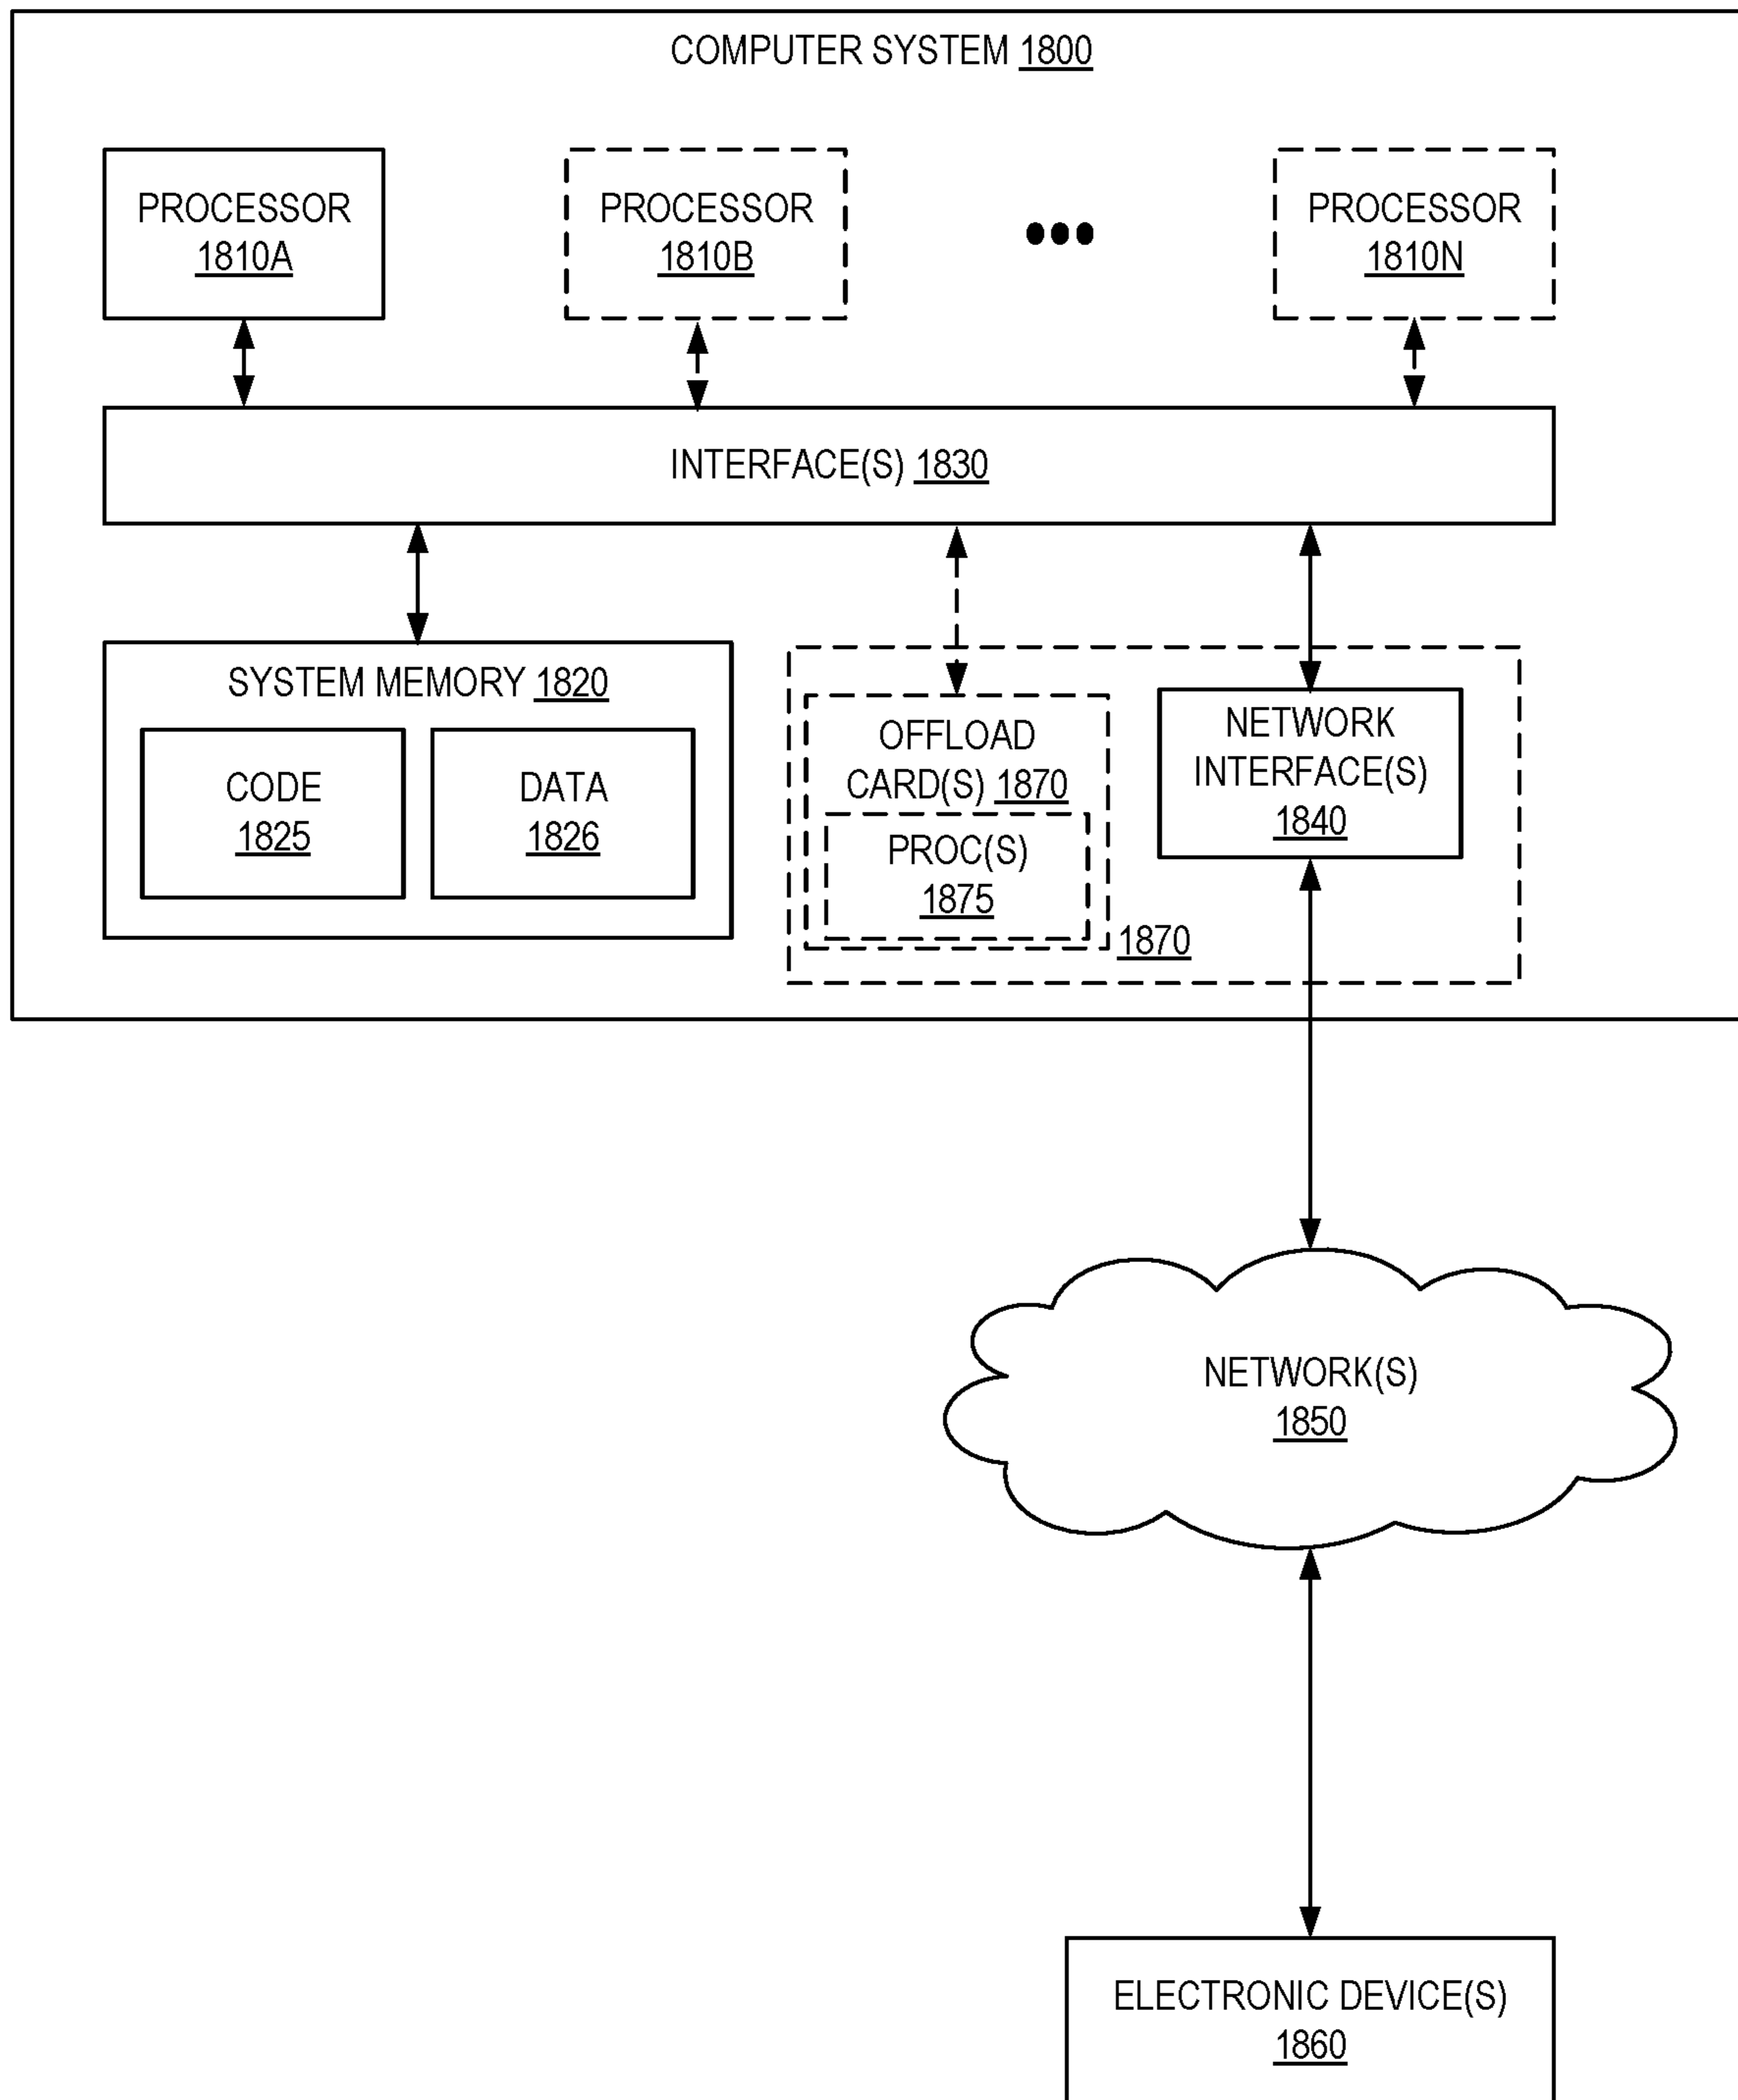 COMPUTER SYSTEM 1800
PROCESSOR
1810A
PROCESSOR
1810B
PROCESSOR
1810N
INTERFACE(S) 1830
SYSTEM MEMORY 1820
CODE
1825
DATA
1826
OFFLOAD
CARD(S) 1870
PROC(S)
1875
1870
NETWORK
INTERFACE(S)
1840
NETWORK(S)
1850
ELECTRONIC DEVICE(S)
1860